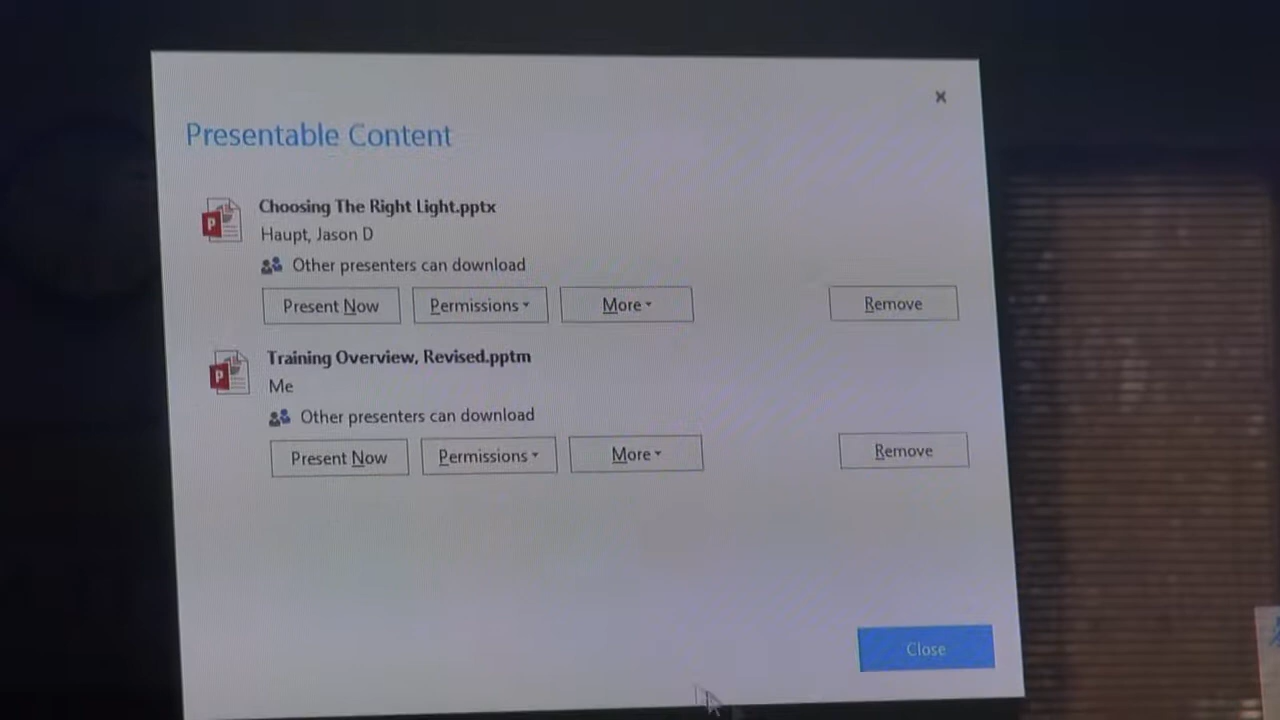 Presentable Content
Choosing The Right Light.pptx
Haupt, Jason D
Other presenters can download
Present Now Permissions More Remove
Training Overview, Revised.pptm
Me
Other presenters can download
Present Now Permissions More Remove
Close